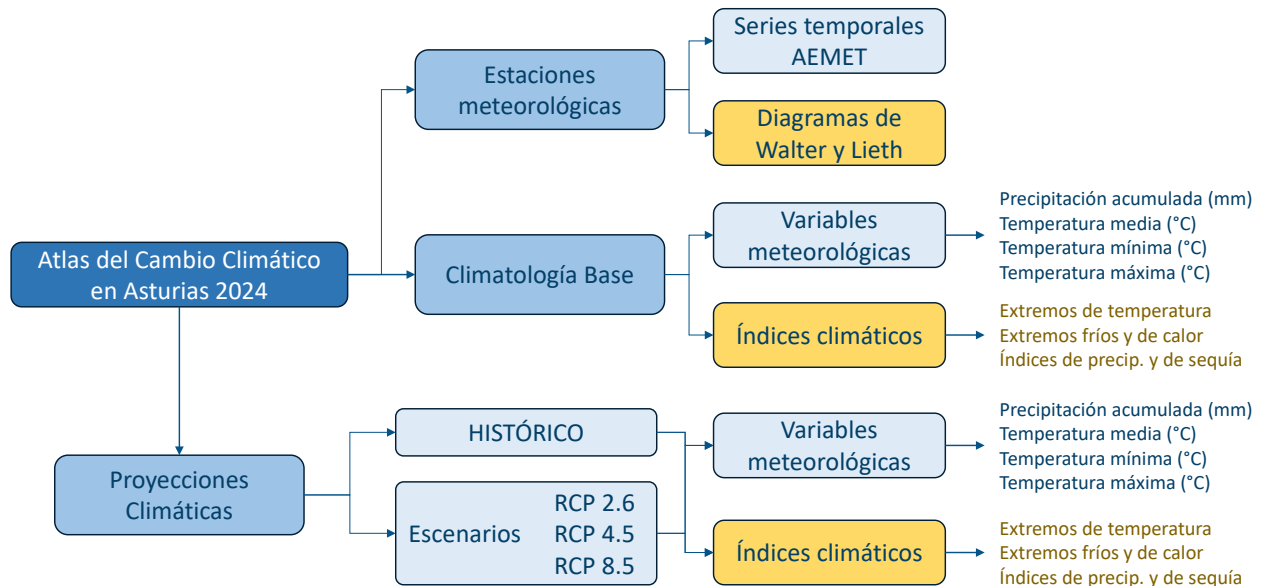 Series temporales
AEMET
Estaciones
meteorológicas
Diagramas de
Walter y Lieth
Atlas del Cambio Climático
en Asturias 2024
Climatología Base
Variables
meteorológicas
Precipitación acumulada (mm)
Temperatura media (°C)
Temperatura mínima (°C)
Temperatura máxima (°C)
Índices climáticos
Extremos de temperatura
Extremos fríos y de calor
Índices de precip. y de sequía
Proyecciones
Climáticas
HISTÓRICO
Escenarios
RCP 2.6
RCP 4.5
RCP 8.5
Variables
meteorológicas
Precipitación acumulada (mm)
Temperatura media (°C)
Temperatura mínima (°C)
Temperatura máxima (°C)
Índices climáticos
Extremos de temperatura
Extremos fríos y de calor
Índices de precip. y de sequía